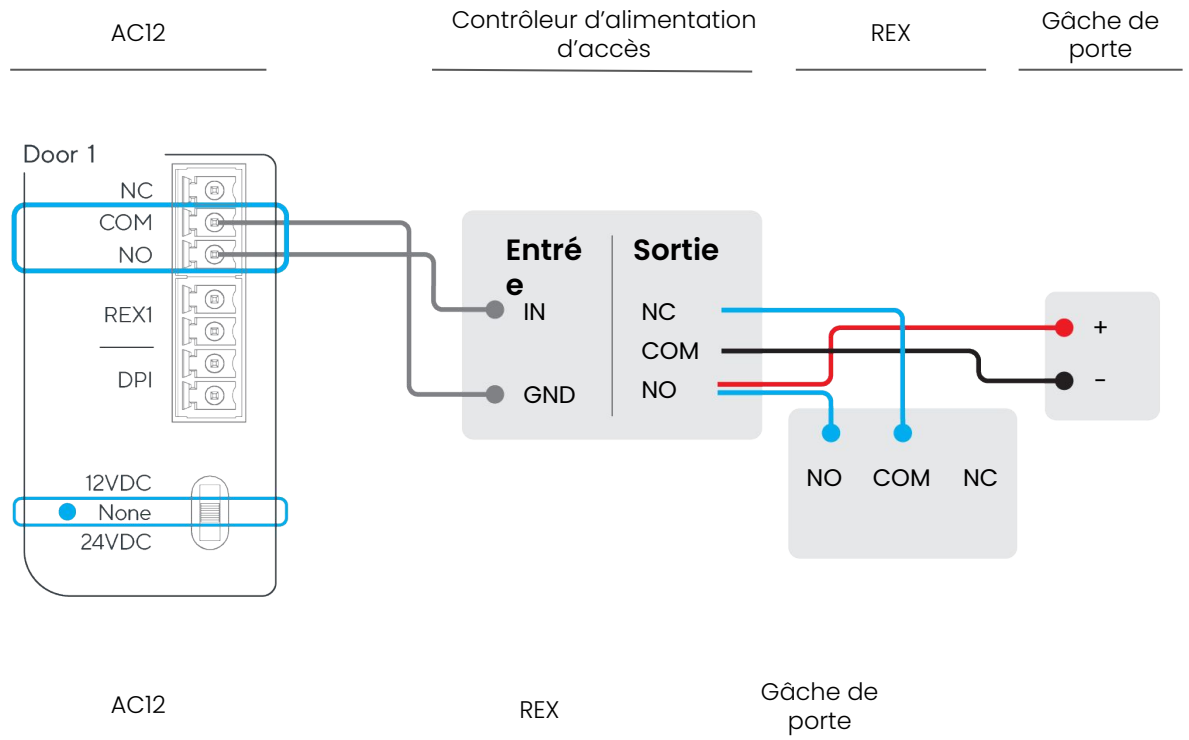 AC12
Contrôleur d’alimentation
d’accès
REX
Gâche de
porte
Door 1
NC
COM
NO
REX1
DPI
12VDC
None
24VDC
Entré
e
IN
GND
Sortie
NC
COM
NO
+
-
NO COM NC
AC12
REX
Gâche de
porte